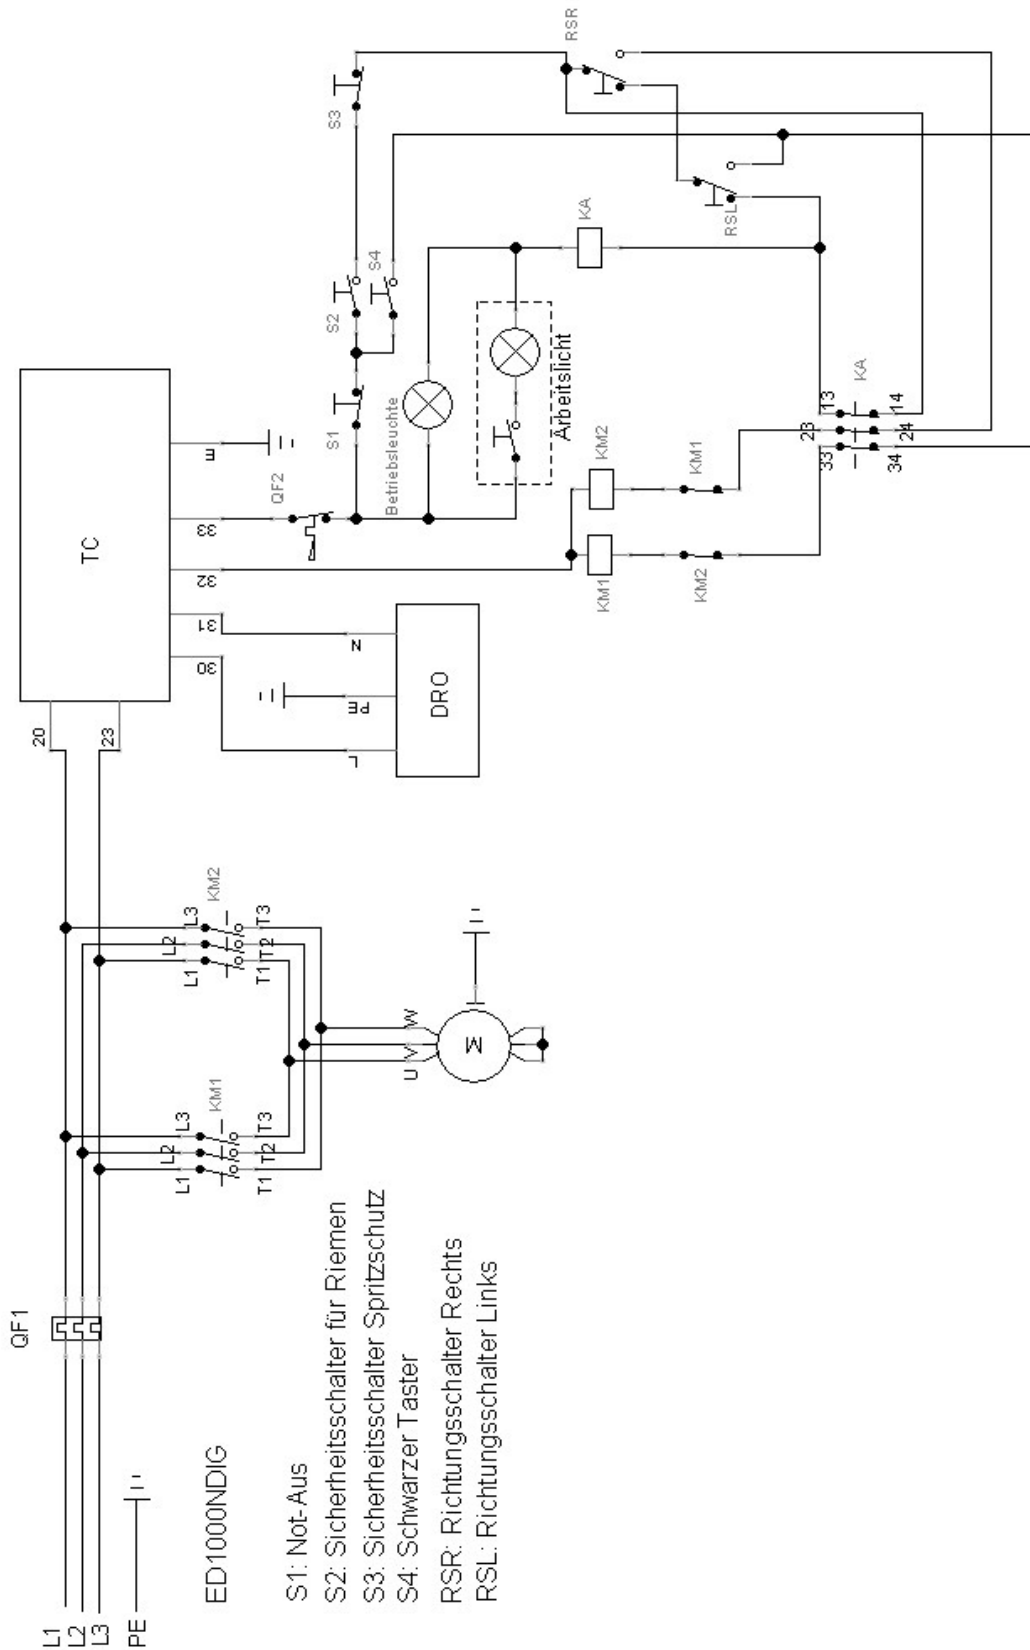 L1
L2
L3
PE
QF1
ED1000NDIG
S1: Not-Aus
S2: Sicherheitsschalter für Riemen
S3: Sicherheitsschalter Spritzschutz
S4: Schwarzer Taster
RSR: Richtungsschalter Rechts
RSL: Richtungsschalter Links
L1
L2
L3
KM1
T1
T2
T3
L1
L2
L3
KM2
T1
T2
T3
U
V
W
M
20
23
TC
30
31
32
33
E
L
PE
N
DRO
QF2
S1
S2
S3
S4
Betriebsleuchte
Arbeitslicht
KA
KM1
KM2
KM2
KM1
RSR
RSL
33
23
13
KA
34
24
14